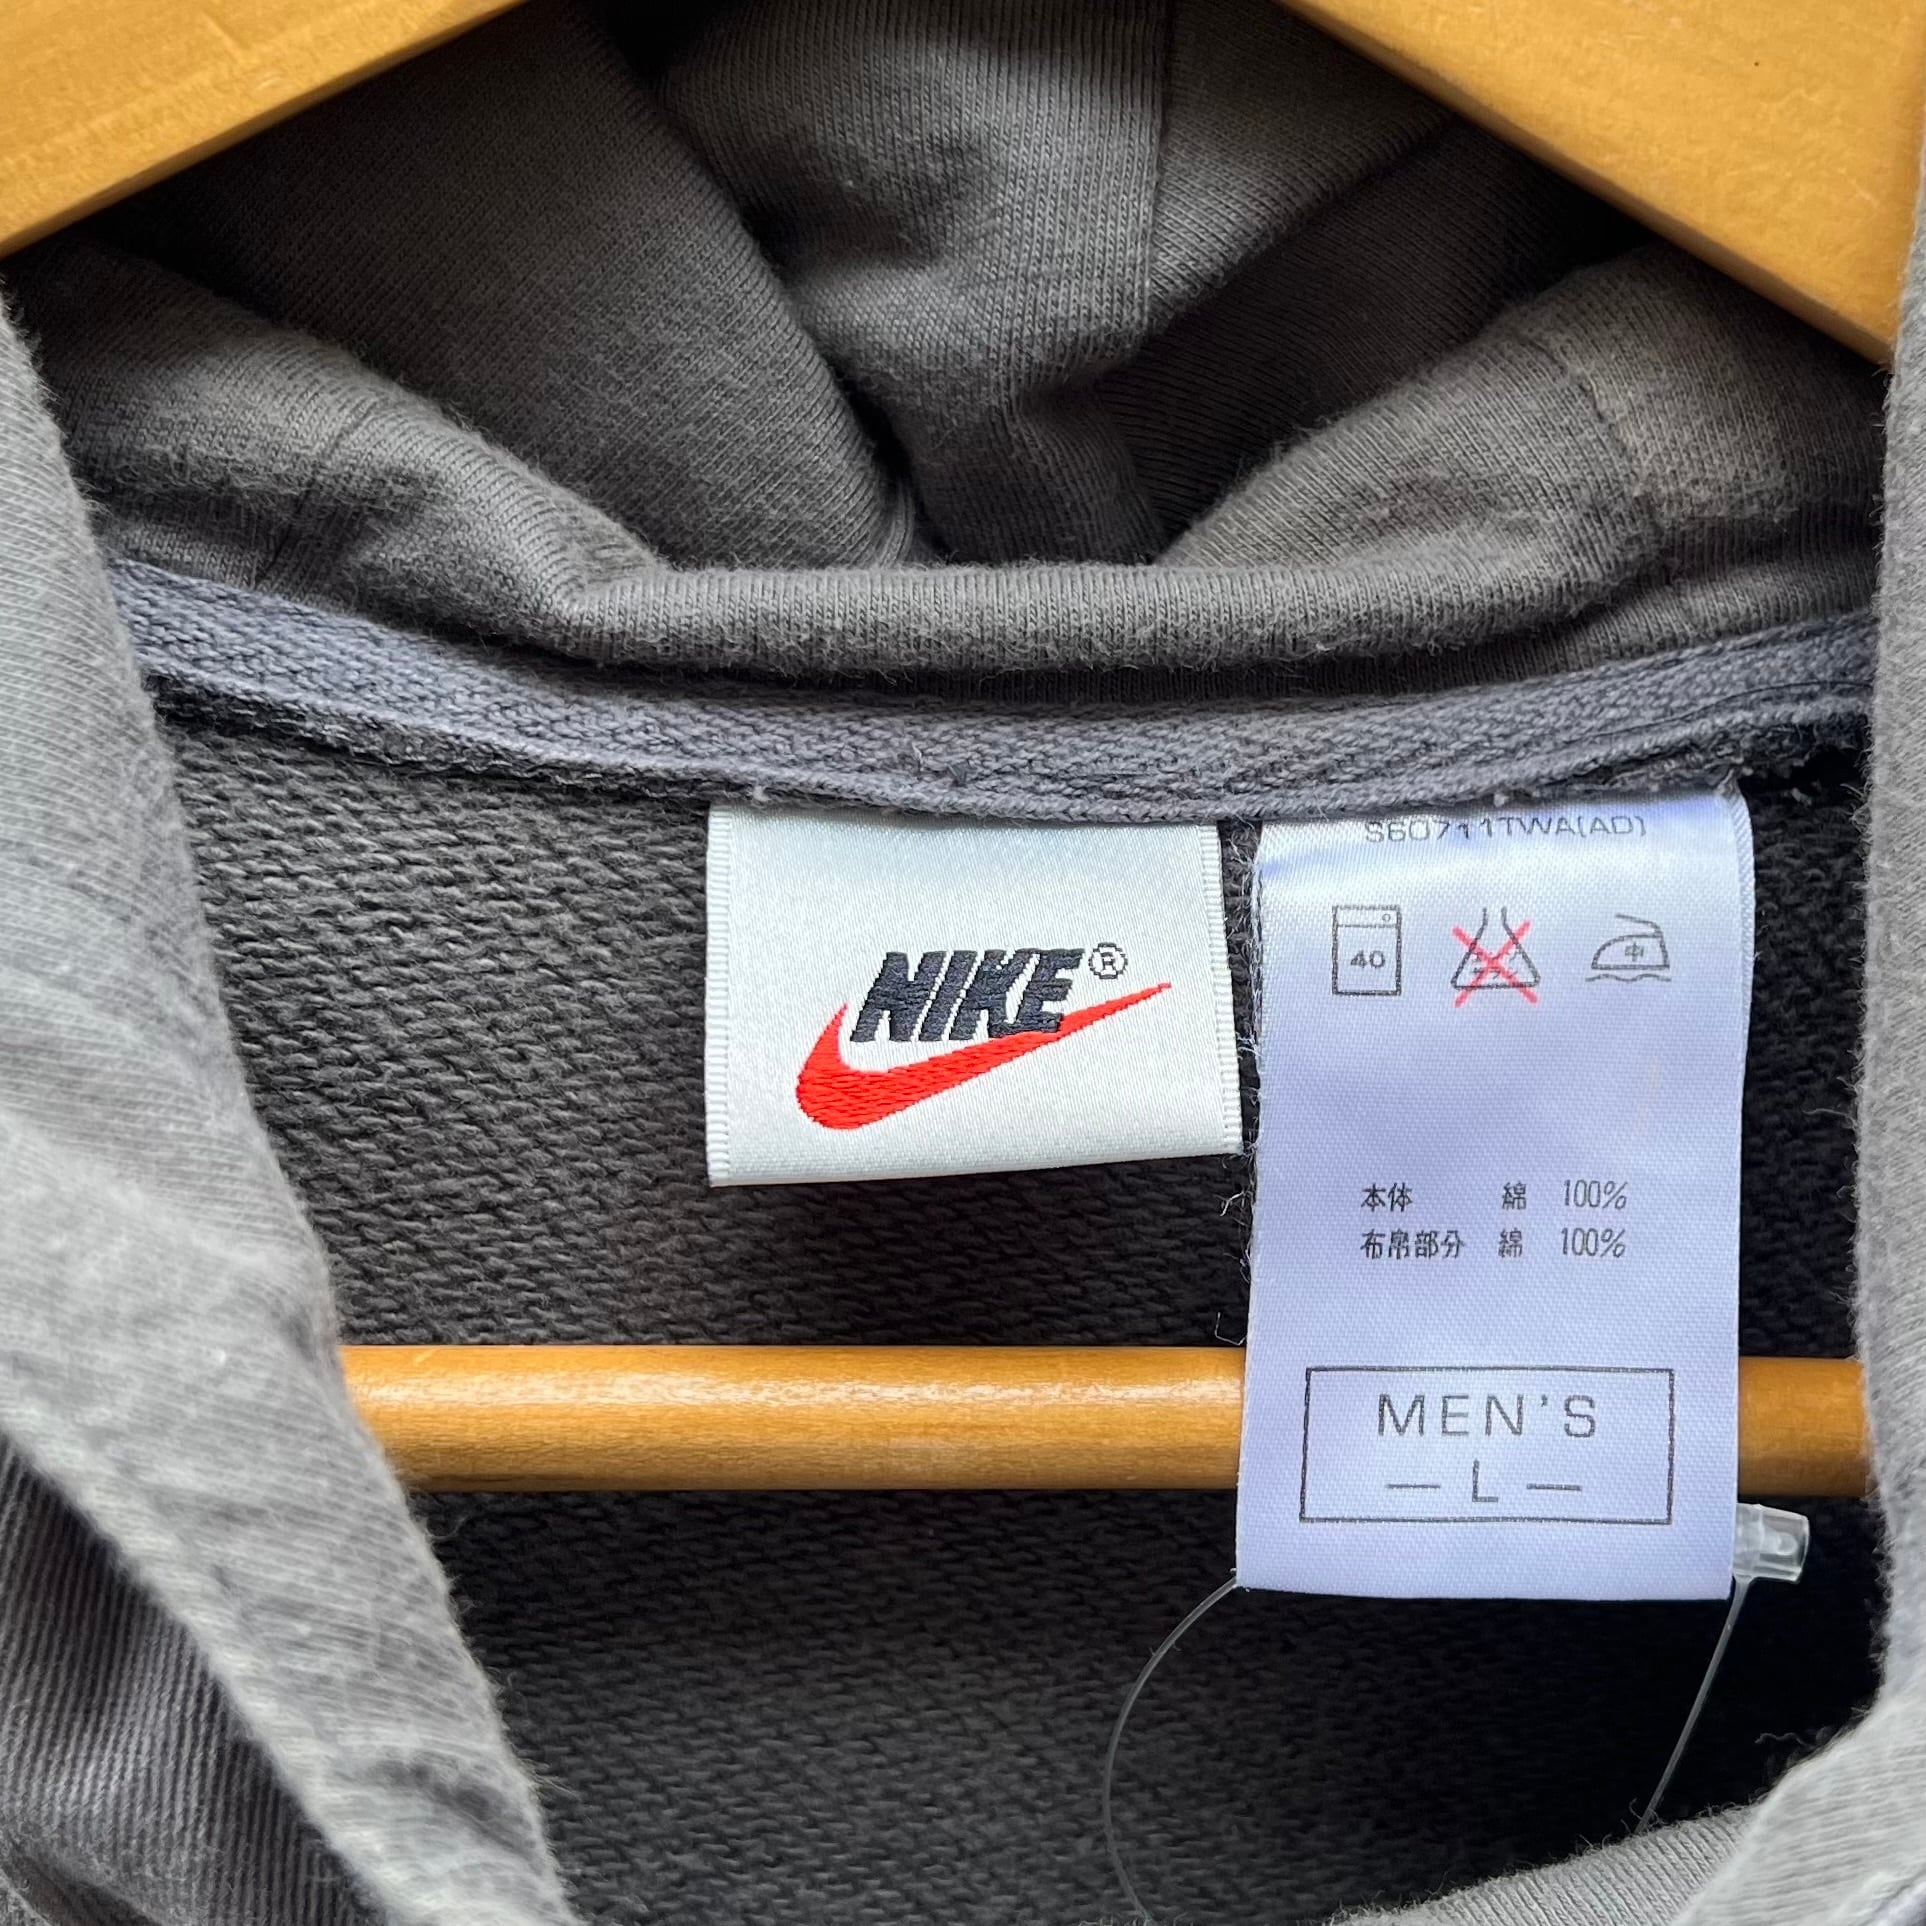 NIKE®
S60711TWA(AD)
40 中
本体 綿 100%
布帛部分 綿 100%
MEN'S
— L —